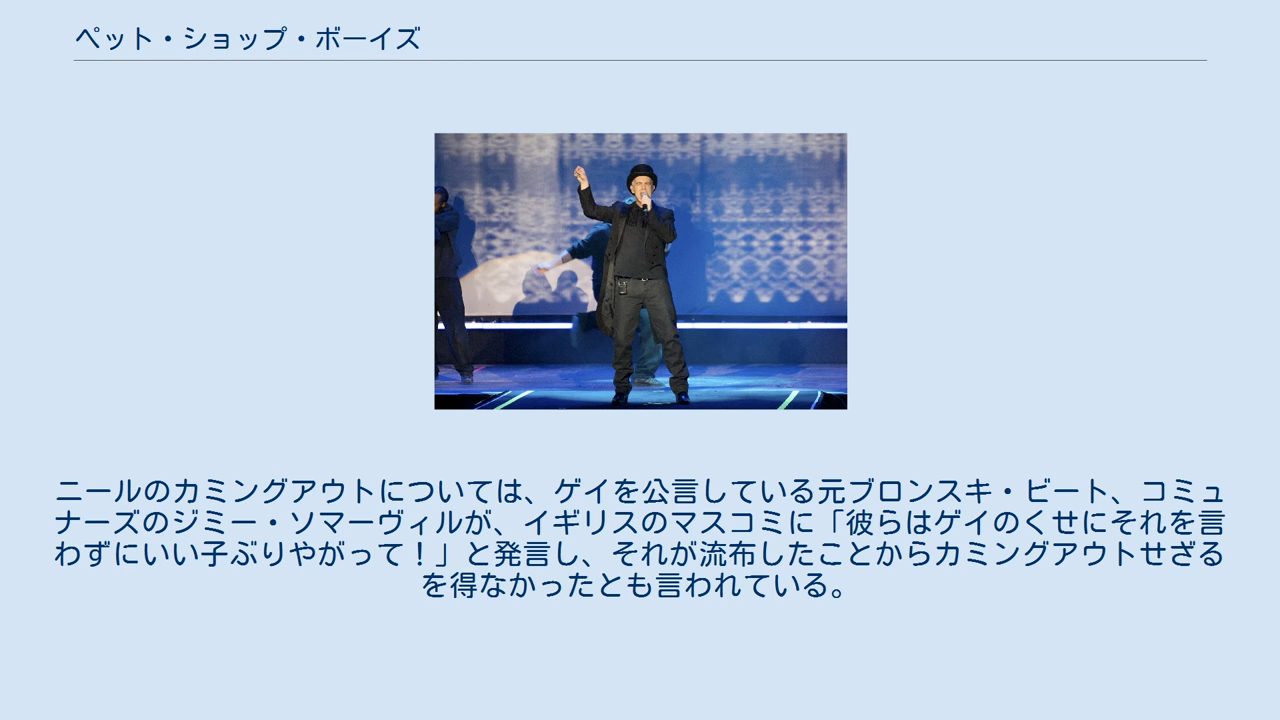 ペット・ショップ・ボーイズ
ニールのカミングアウトについては、ゲイを公言している元ブロンスキ・ビート、コミュ
ナーズのジミー・ソマーヴィルが、イギリスのマスコミに「彼らはゲイのくせにそれを言
わずにいい子ぶりやがって！」と発言し、それが流布したことからカミングアウトせざる
を得なかったとも言われている。